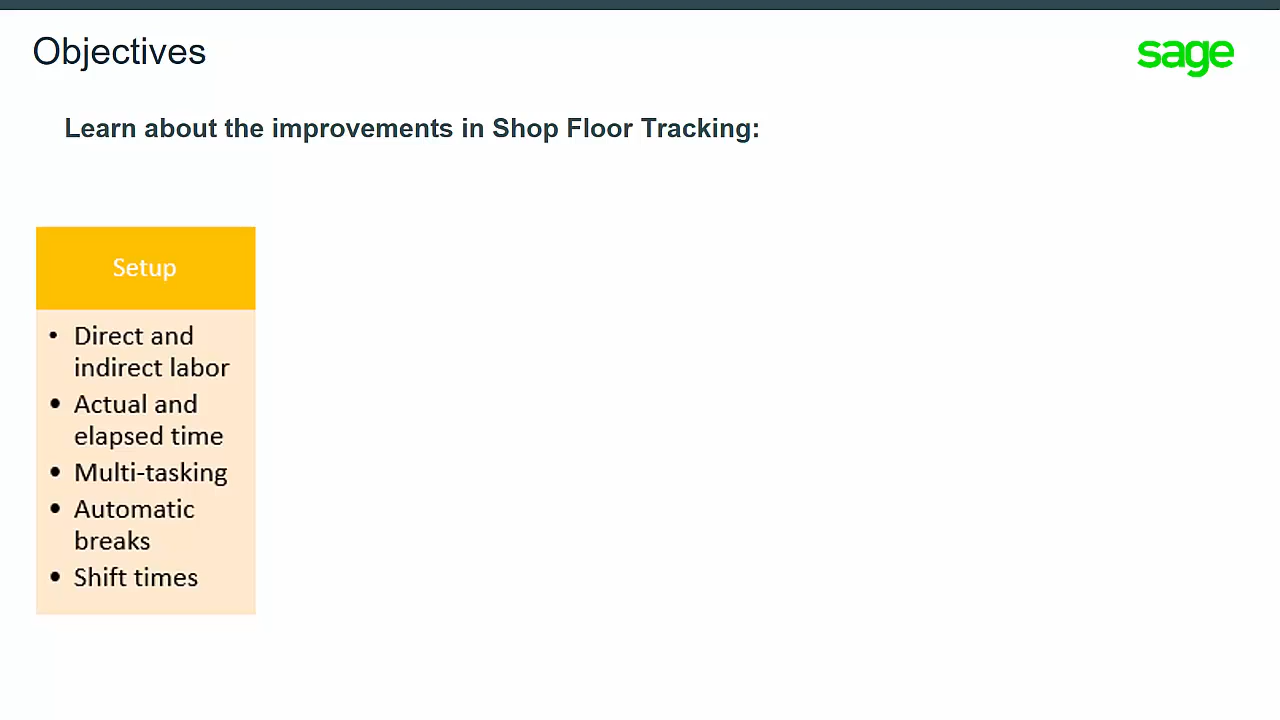 Objectives
sage
Learn about the improvements in Shop Floor Tracking:
Setup
• Direct and
indirect labor
• Actual and
elapsed time
• Multi-tasking
• Automatic
breaks
• Shift times